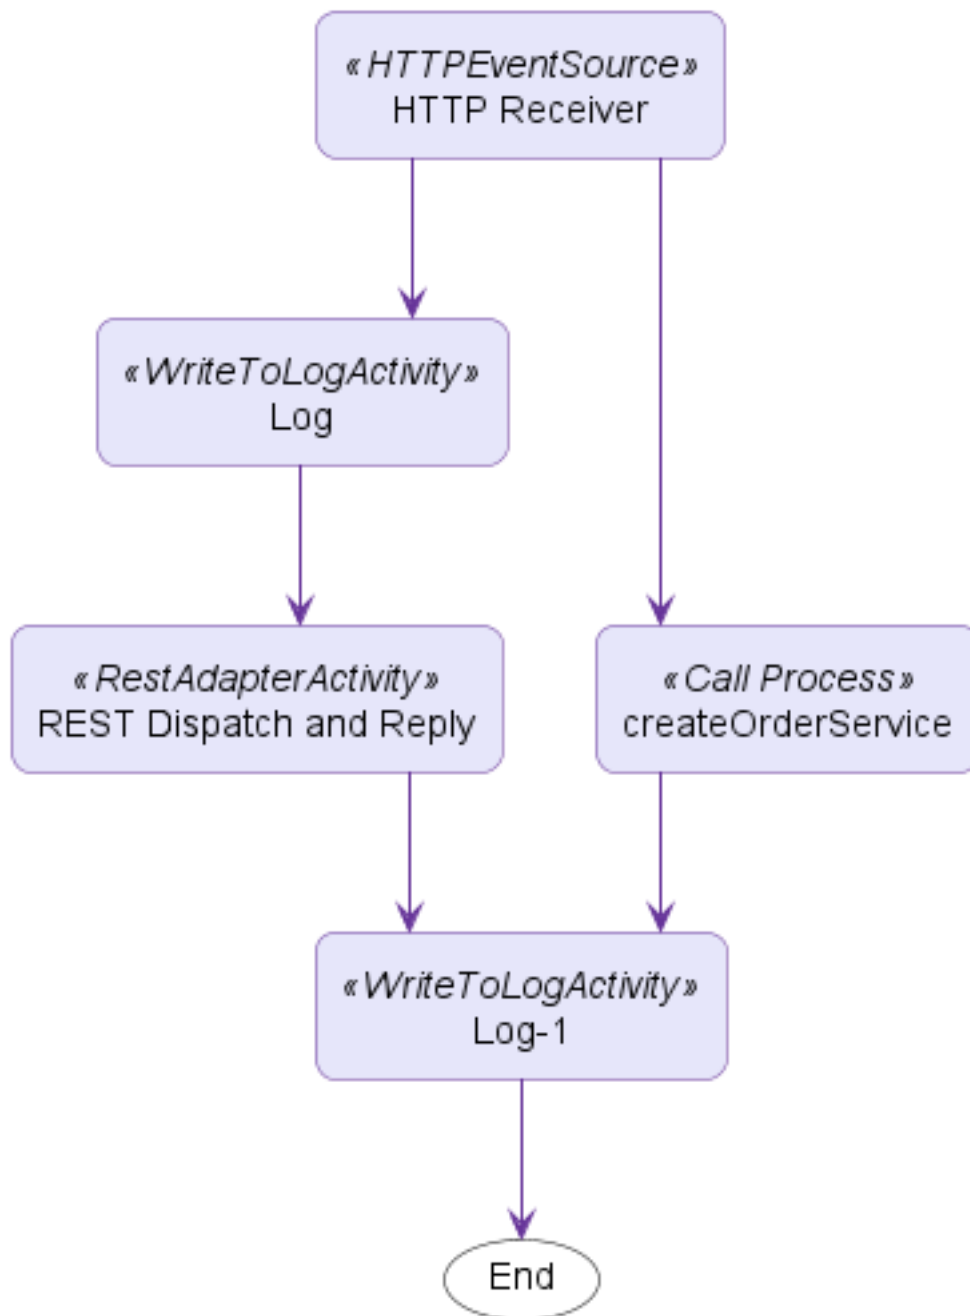 «HTTPEventSource»
HTTP Receiver
«WriteToLogActivity»
Log
«RestAdapterActivity»
REST Dispatch and Reply
«Call Process»
createOrderService
«WriteToLogActivity»
Log-1
End